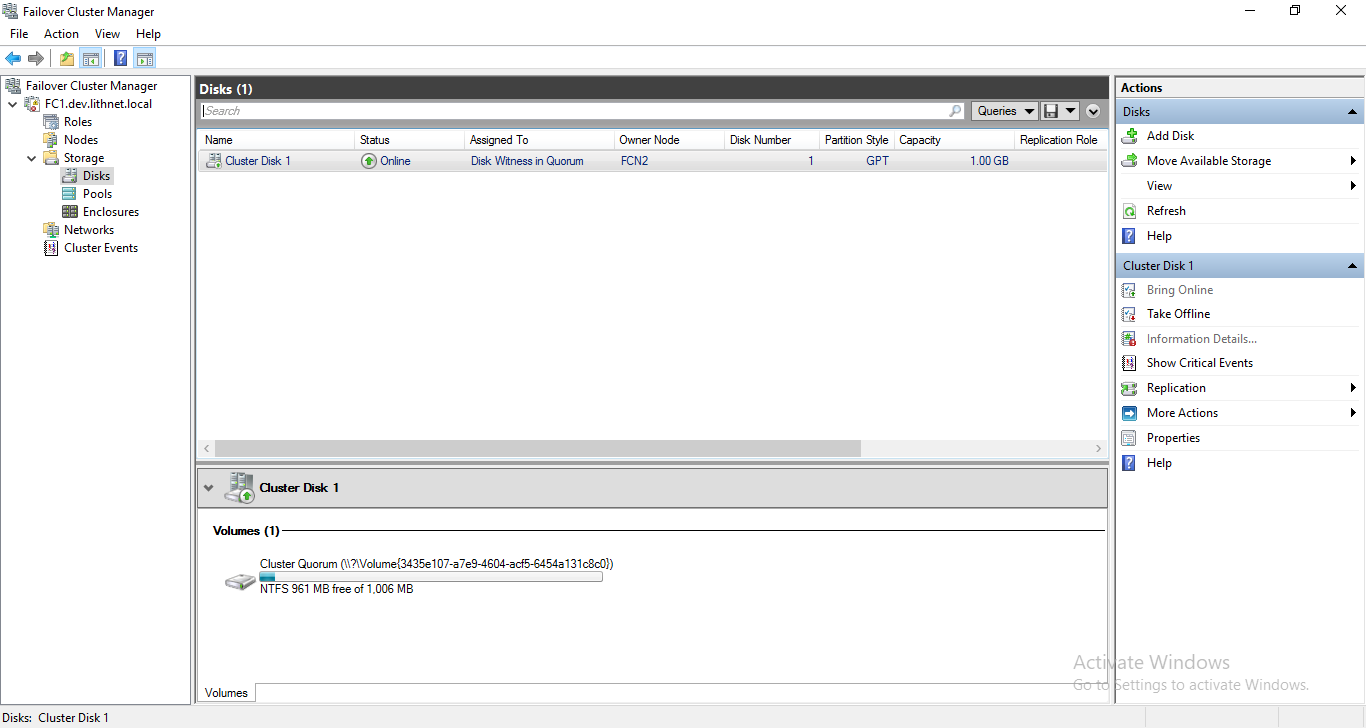 Failover Cluster Manager
File Action View Help
Failover Cluster Manager
FC1.dev.lithnet.local
Roles
Nodes
Storage
Disks
Pools
Enclosures
Networks
Cluster Events
Disks (1)
Search
Queries
Name Status Assigned To Owner Node Disk Number Partition Style Capacity Replication Role
Cluster Disk 1 Online Disk Witness in Quorum FCN2 1 GPT 1.00 GB
Cluster Disk 1
Volumes (1)
Cluster Quorum (\\?\Volume{3435e107-a7e9-4604-acf5-6454a131c8c0})
NTFS 961 MB free of 1,006 MB
Volumes
Actions
Disks
Add Disk
Move Available Storage
View
Refresh
Help
Cluster Disk 1
Bring Online
Take Offline
Information Details...
Show Critical Events
Replication
More Actions
Properties
Help
Activate Windows
Go to Settings to activate Windows.
Disks: Cluster Disk 1